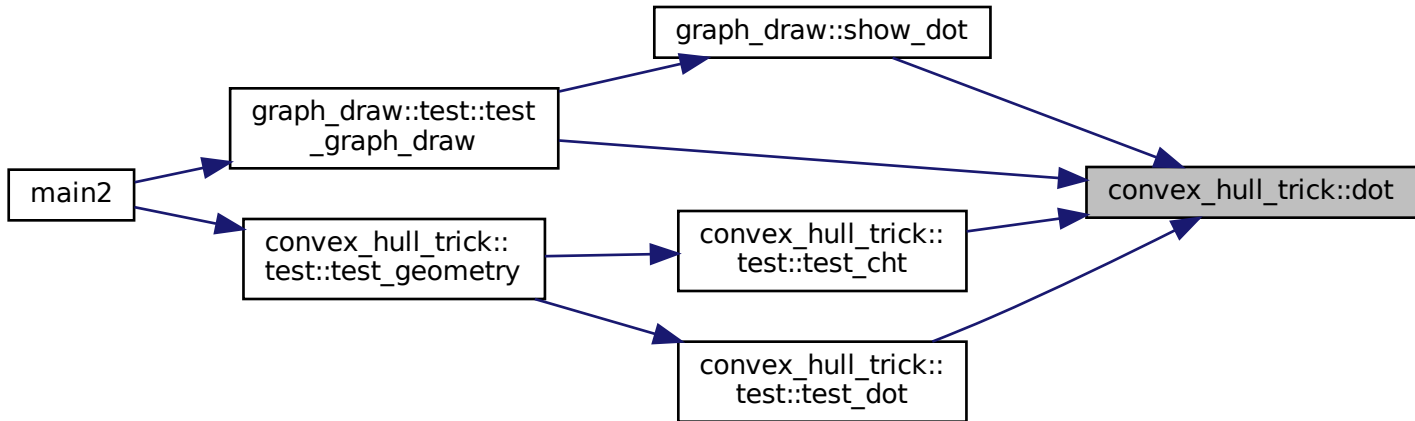 graph_draw::show_dot
graph_draw::test::test
_graph_draw
main2
convex_hull_trick::dot
convex_hull_trick::
test::test_geometry
convex_hull_trick::
test::test_cht
convex_hull_trick::
test::test_dot